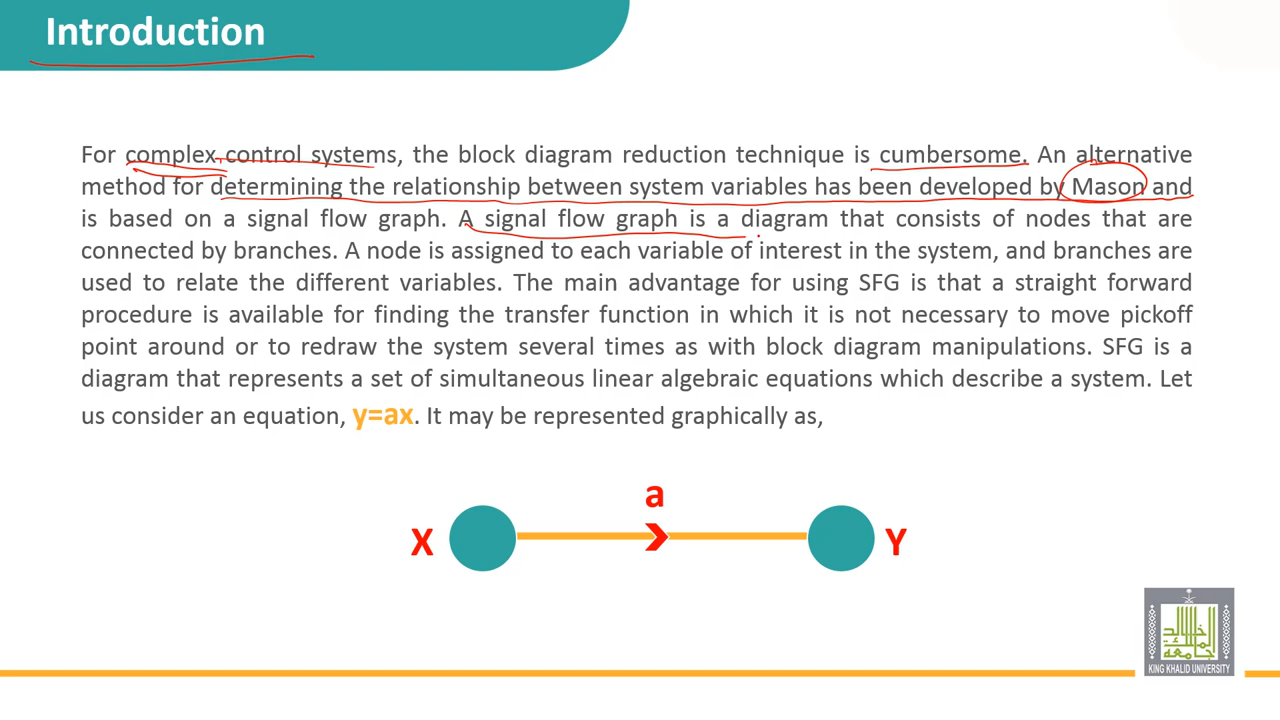 Introduction
For complex control systems, the block diagram reduction technique is cumbersome. An alternative
method for determining the relationship between system variables has been developed by Mason and
is based on a signal flow graph. A signal flow graph is a diagram that consists of nodes that are
connected by branches. A node is assigned to each variable of interest in the system, and branches are
used to relate the different variables. The main advantage for using SFG is that a straight forward
procedure is available for finding the transfer function in which it is not necessary to move pickoff
point around or to redraw the system several times as with block diagram manipulations. SFG is a
diagram that represents a set of simultaneous linear algebraic equations which describe a system. Let
us consider an equation, y=ax. It may be represented graphically as,
a
X Y
جامعة الملك خالد
KING KHALID UNIVERSITY